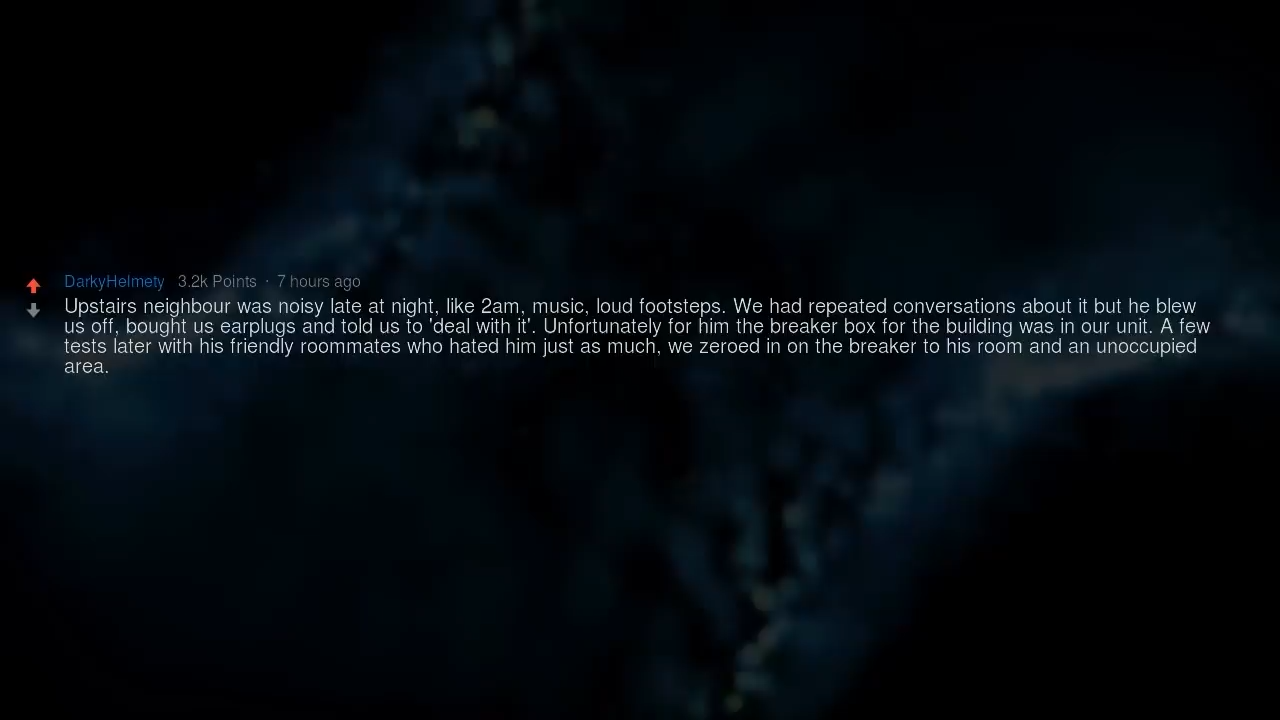 DarkyHelmety 3.2k Points · 7 hours ago
Upstairs neighbour was noisy late at night, like 2am, music, loud footsteps. We had repeated conversations about it but he blew
us off, bought us earplugs and told us to 'deal with it'. Unfortunately for him the breaker box for the building was in our unit. A few
tests later with his friendly roommates who hated him just as much, we zeroed in on the breaker to his room and an unoccupied
area.